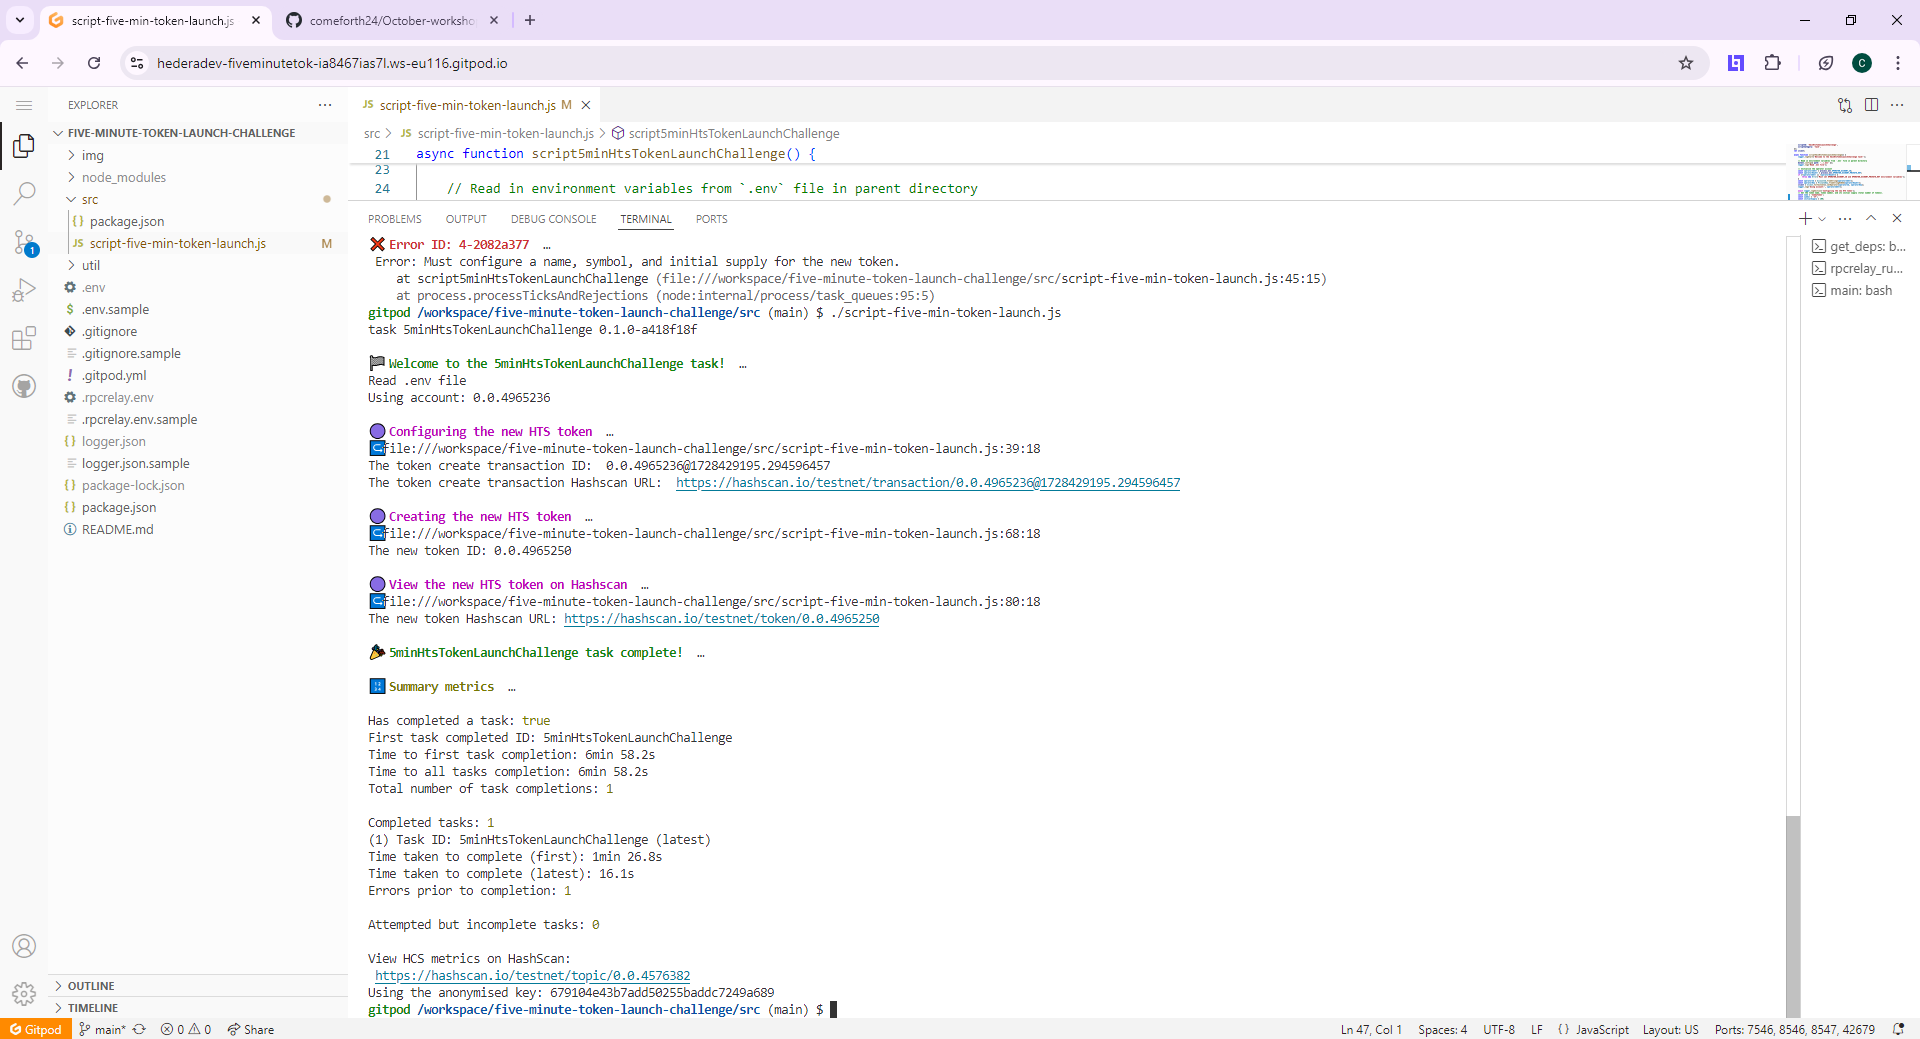 script-five-min-token-launch.js
comeforth24/October-worksho
hederadev-fiveminutetok-ia8467ias7l.ws-eu116.gitpod.io
C
EXPLORER
FIVE-MINUTE-TOKEN-LAUNCH-CHALLENGE
img
node_modules
src
{} package.json
JS script-five-min-token-launch.js M
util
.env
$ .env.sample
.gitignore
.gitignore.sample
! .gitpod.yml
.rpcrelay.env
.rpcrelay.env.sample
{} logger.json
logger.json.sample
{} package-lock.json
{} package.json
README.md
OUTLINE
TIMELINE
1
JS script-five-min-token-launch.js M
src > JS script-five-min-token-launch.js > script5minHtsTokenLaunchChallenge
21 async function script5minHtsTokenLaunchChallenge() {
23
24 // Read in environment variables from `.env` file in parent directory
PROBLEMS OUTPUT DEBUG CONSOLE TERMINAL PORTS
❌ Error ID: 4-2082a377 …
Error: Must configure a name, symbol, and initial supply for the new token.
at script5minHtsTokenLaunchChallenge (file:///workspace/five-minute-token-launch-challenge/src/script-five-min-token-launch.js:45:15)
at process.processTicksAndRejections (node:internal/process/task_queues:95:5)
gitpod /workspace/five-minute-token-launch-challenge/src (main) $ ./script-five-min-token-launch.js
task 5minHtsTokenLaunchChallenge 0.1.0-a418f18f
🏁 Welcome to the 5minHtsTokenLaunchChallenge task! …
Read .env file
Using account: 0.0.4965236
🟣 Configuring the new HTS token …
↪️file:///workspace/five-minute-token-launch-challenge/src/script-five-min-token-launch.js:39:18
The token create transaction ID: 0.0.4965236@1728429195.294596457
The token create transaction Hashscan URL: https://hashscan.io/testnet/transaction/0.0.4965236@1728429195.294596457
🟣 Creating the new HTS token …
↪️file:///workspace/five-minute-token-launch-challenge/src/script-five-min-token-launch.js:68:18
The new token ID: 0.0.4965250
🟣 View the new HTS token on Hashscan …
↪️file:///workspace/five-minute-token-launch-challenge/src/script-five-min-token-launch.js:80:18
The new token Hashscan URL: https://hashscan.io/testnet/token/0.0.4965250
🎉 5minHtsTokenLaunchChallenge task complete! …
🔢 Summary metrics …
Has completed a task: true
First task completed ID: 5minHtsTokenLaunchChallenge
Time to first task completion: 6min 58.2s
Time to all tasks completion: 6min 58.2s
Total number of task completions: 1
Completed tasks: 1
(1) Task ID: 5minHtsTokenLaunchChallenge (latest)
Time taken to complete (first): 1min 26.8s
Time taken to complete (latest): 16.1s
Errors prior to completion: 1
Attempted but incomplete tasks: 0
View HCS metrics on HashScan:
https://hashscan.io/testnet/topic/0.0.4576382
Using the anonymised key: 679104e43b7add50255baddc7249a689
gitpod /workspace/five-minute-token-launch-challenge/src (main) $
get_deps: b...
rpcrelay_ru...
main: bash
Gitpod main* 0 0 Share
Ln 47, Col 1 Spaces: 4 UTF-8 LF {} JavaScript Layout: US Ports: 7546, 8546, 8547, 42679